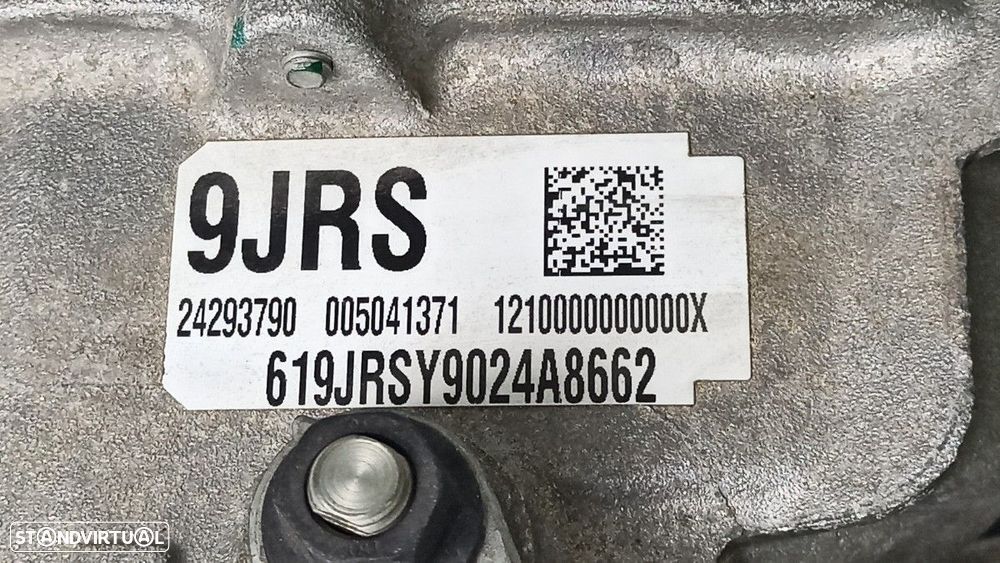 9JRS
24293790 005041371 1210000000000X
619JRSY9024A8662
STANDVIRTUAL